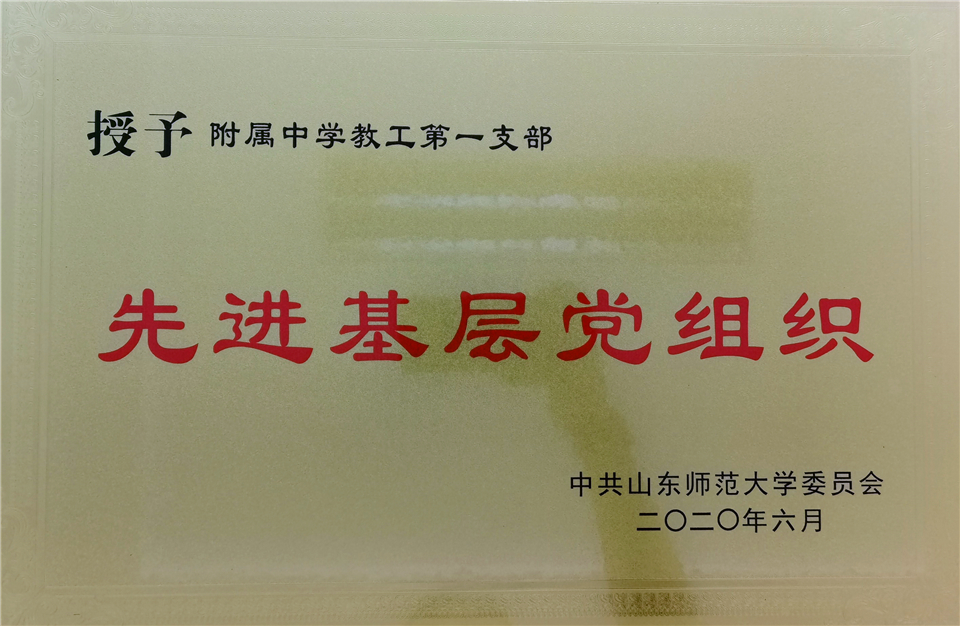 授予 附属中学教工第一支部
先进基层党组织
中共山东师范大学委员会
二〇二〇年六月